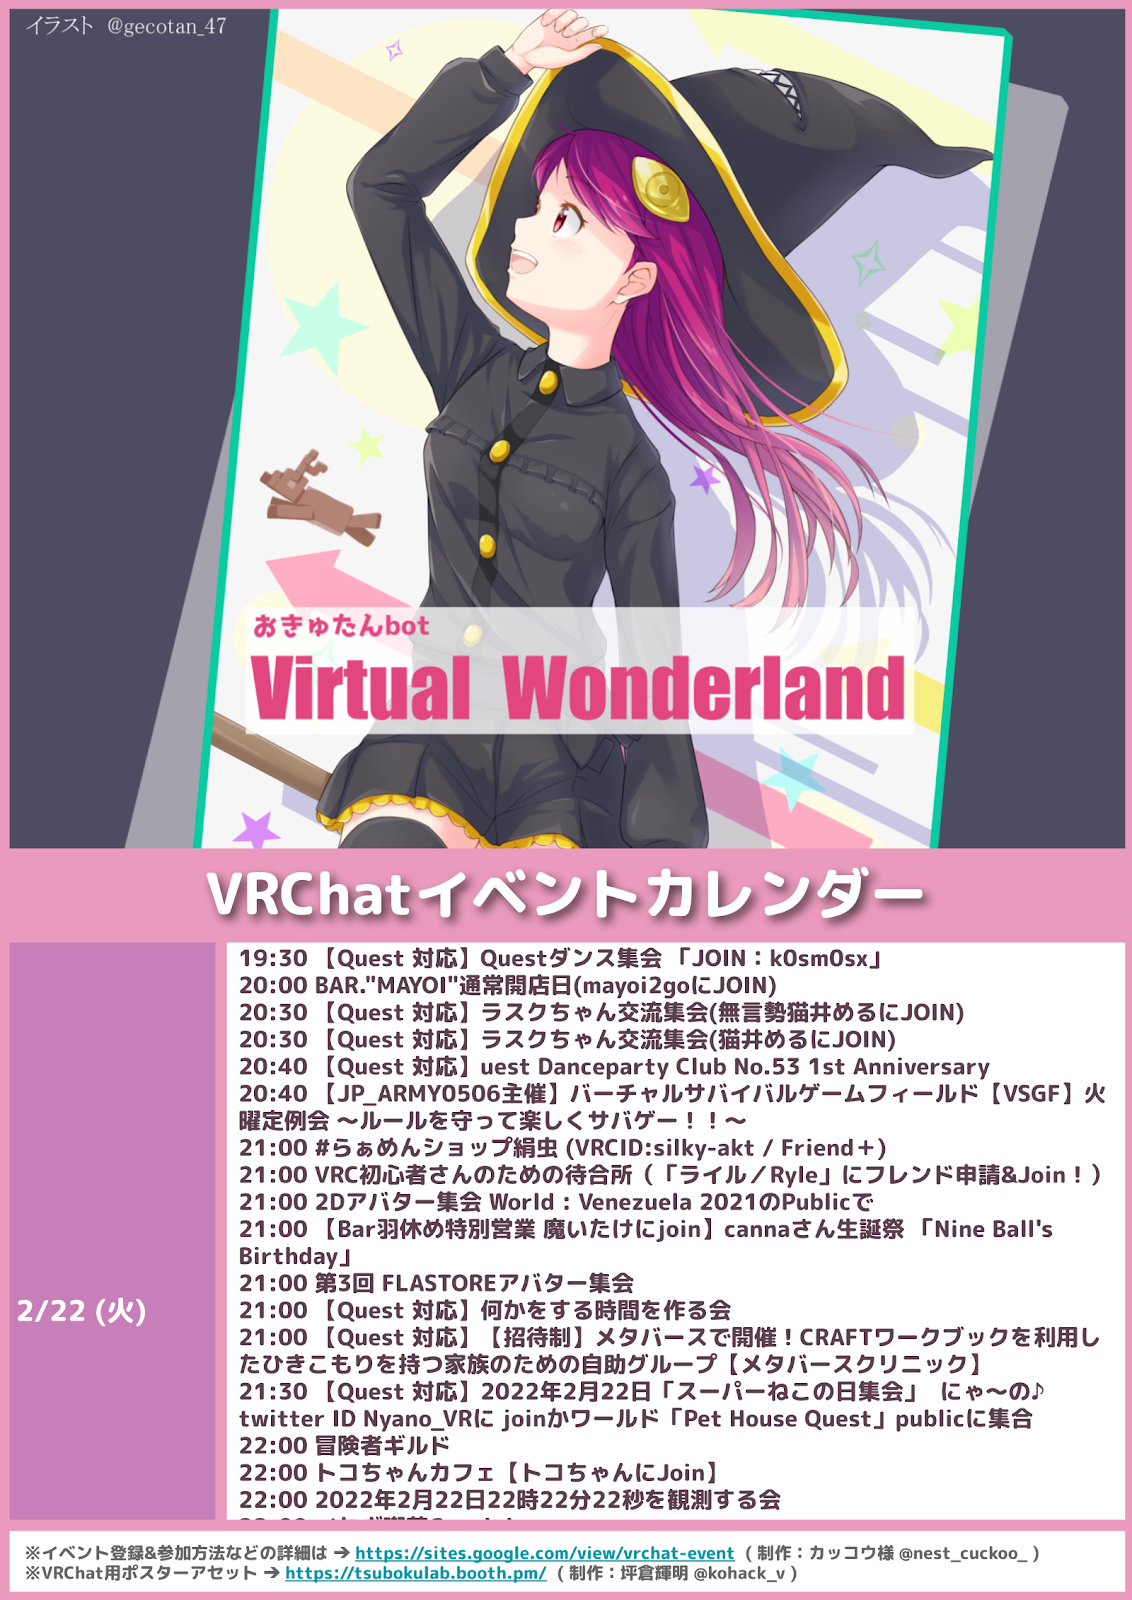 イラスト @gecotan_47
おきゅたんbot
Virtual Wonderland
VRChatイベントカレンダー
2/22 (火)
19:30 【Quest 対応】Questダンス集会 「JOIN：k0sm0sx」
20:00 BAR."MAYOI"通常開店日(mayoi2goにJOIN)
20:30 【Quest 対応】ラスクちゃん交流集会(無言勢猫井めるにJOIN)
20:30 【Quest 対応】ラスクちゃん交流集会(猫井めるにJOIN)
20:40 【Quest 対応】uest Danceparty Club No.53 1st Anniversary
20:40 【JP_ARMY0506主催】バーチャルサバイバルゲームフィールド【VSGF】火
曜定例会 ～ルールを守って楽しくサバゲー！！～
21:00 #らぁめんショップ絹虫 (VRCID:silky-akt / Friend＋)
21:00 VRC初心者さんのための待合所（「ライル／Ryle」にフレンド申請&Join！）
21:00 2Dアバター集会 World : Venezuela 2021のPublicで
21:00 【Bar羽休め特別営業 魔いたけにjoin】cannaさん生誕祭 「Nine Ball's
Birthday」
21:00 第3回 FLASTOREアバター集会
21:00 【Quest 対応】何かをする時間を作る会
21:00 【Quest 対応】【招待制】メタバースで開催！CRAFTワークブックを利用し
たひきこもりを持つ家族のための自助グループ【メタバースクリニック】
21:30 【Quest 対応】2022年2月22日「スーパーねこの日集会」 にゃ～の♪
twitter ID Nyano_VRに joinかワールド「Pet House Quest」publicに集合
22:00 冒険者ギルド
22:00 トコちゃんカフェ【トコちゃんにJoin】
22:00 2022年2月22日22時22分22秒を観測する会
※イベント登録&参加方法などの詳細は ➔ https://sites.google.com/view/vrchat-event ( 制作：カッコウ様 @nest_cuckoo_ )
※VRChat用ポスターアセット ➔ https://tsubokulab.booth.pm/ ( 制作：坪倉輝明 @kohack_v )